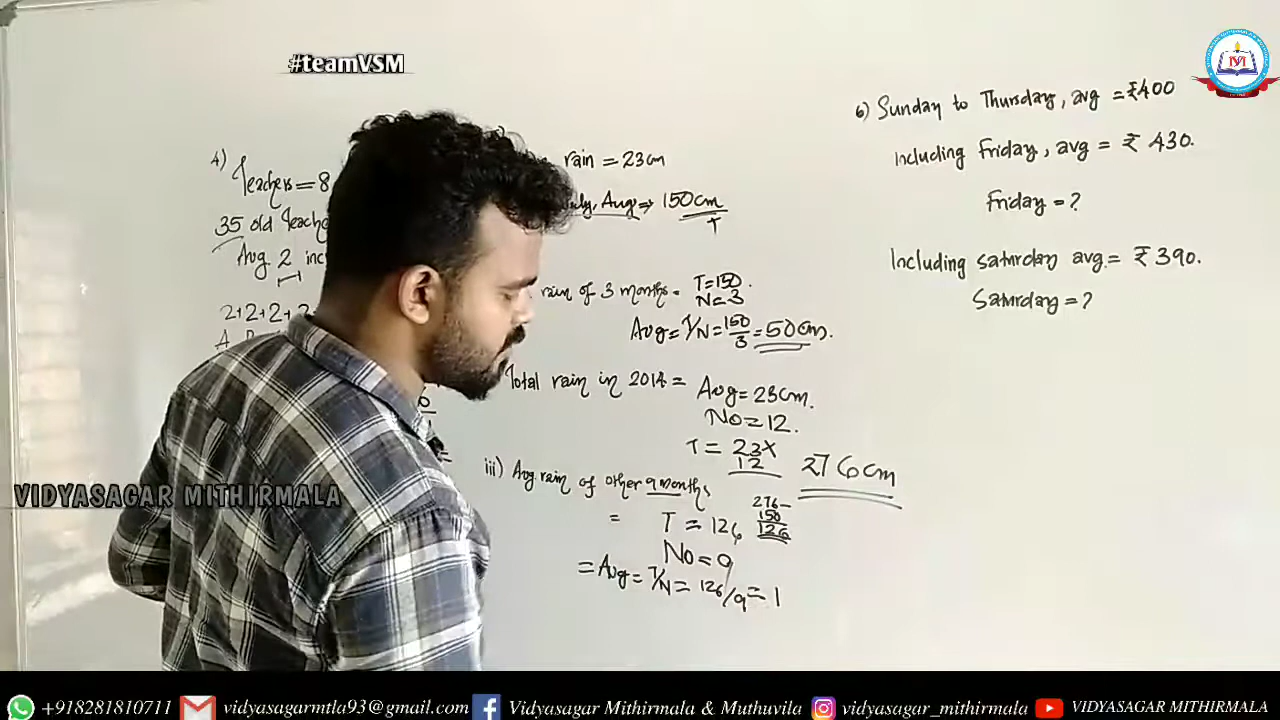 #teamVSM
4)
Teachers = 8
35 old Teache
Avg 2 inc
2+2+2+2
rain = 23cm
Aug ⇒ 150cm
T
rain of 3 months = T=150.
N=3
Avg = T/N = 150/3 = 50cm.
Total rain in 2014 = Avg=23cm.
No=12.
T = 23x
12
276cm
iii) Avg rain of other 9 months
276-
150
126
= T = 126
No = 9
= Avg = T/N = 126/9 = 1
6) Sunday to Thursday, avg = ₹400
Including Friday, avg = ₹ 430.
Friday = ?
Including saturday avg = ₹ 390.
Saturday = ?
VIDYASAGAR MITHIRMALA
+918281810711 vidyasagarmtla93@gmail.com Vidyasagar Mithirmala & Muthuvila vidyasagar_mithirmala VIDYASAGAR MITHIRMALA